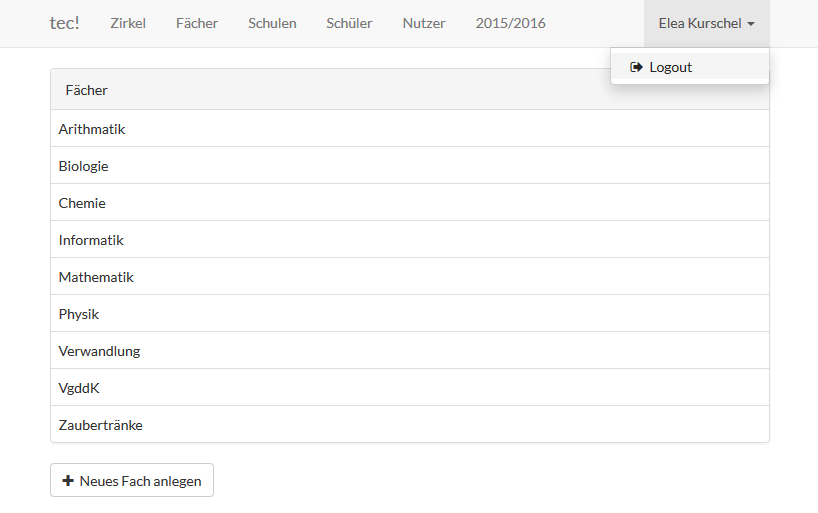 tec! Zirkel Fächer Schulen Schüler Nutzer 2015/2016 Elea Kurschel
Logout
Fächer
Arithmatik
Biologie
Chemie
Informatik
Mathematik
Physik
Verwandlung
VgddK
Zaubertränke
Neues Fach anlegen